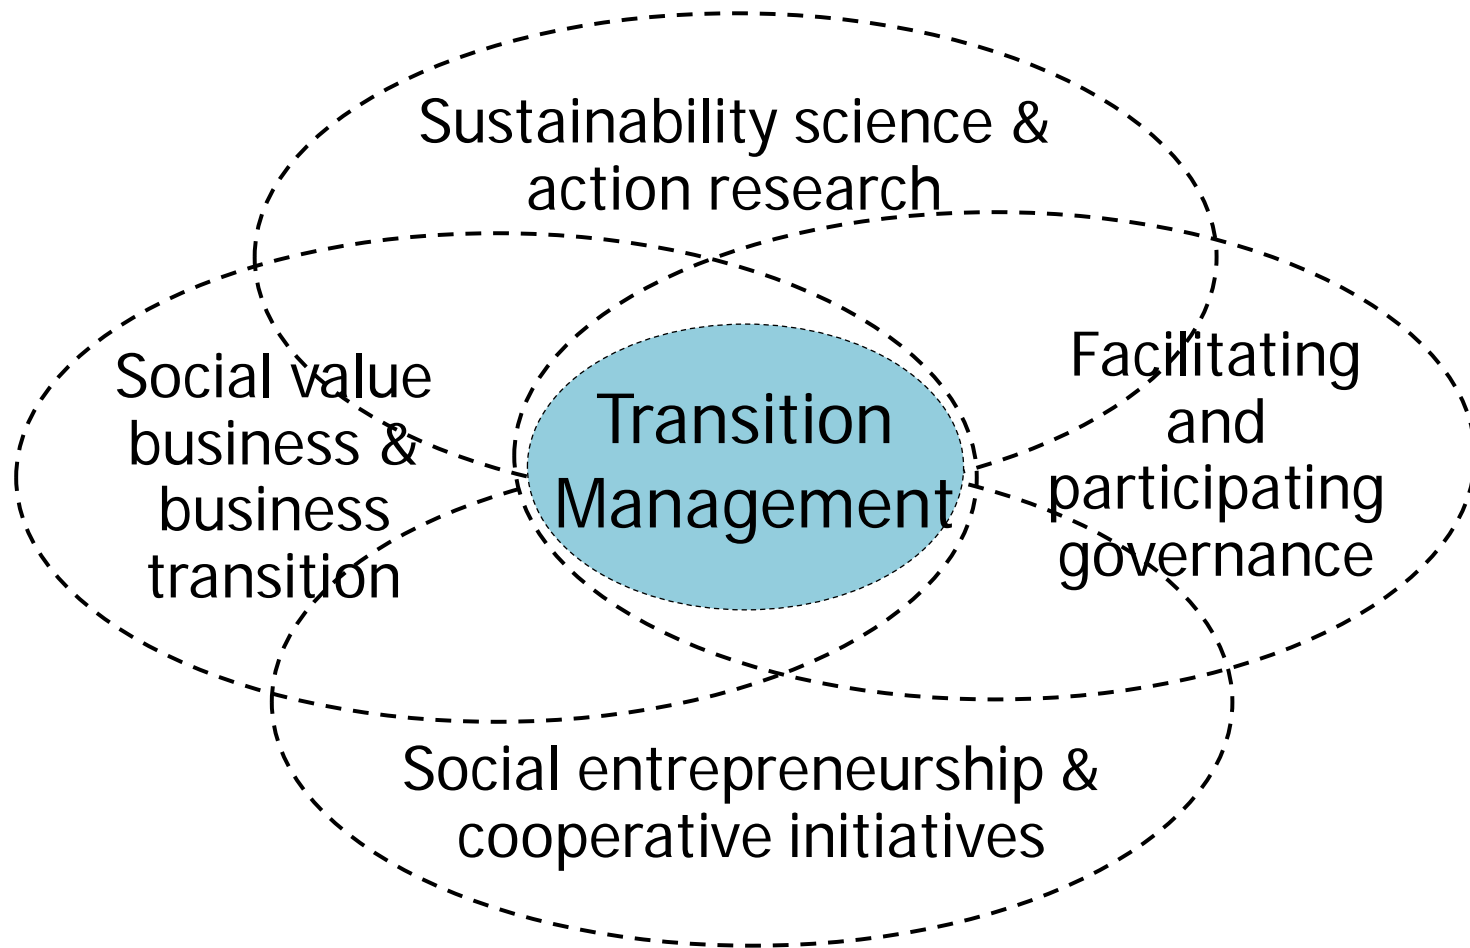 Sustainability science &
action research
Social value
business &
business
transition
Transition
Management
Facilitating
and
participating
governance
Social entrepreneurship &
cooperative initiatives